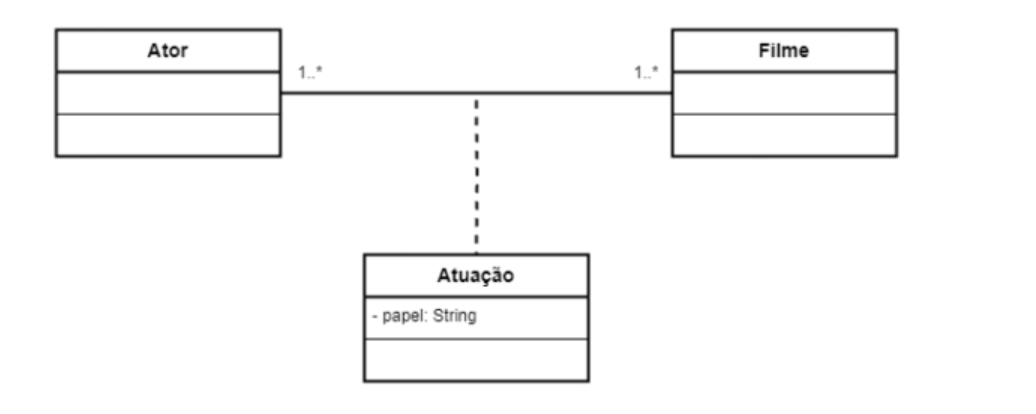 Ator
Filme
1..*
1..*
Atuação
- papel: String